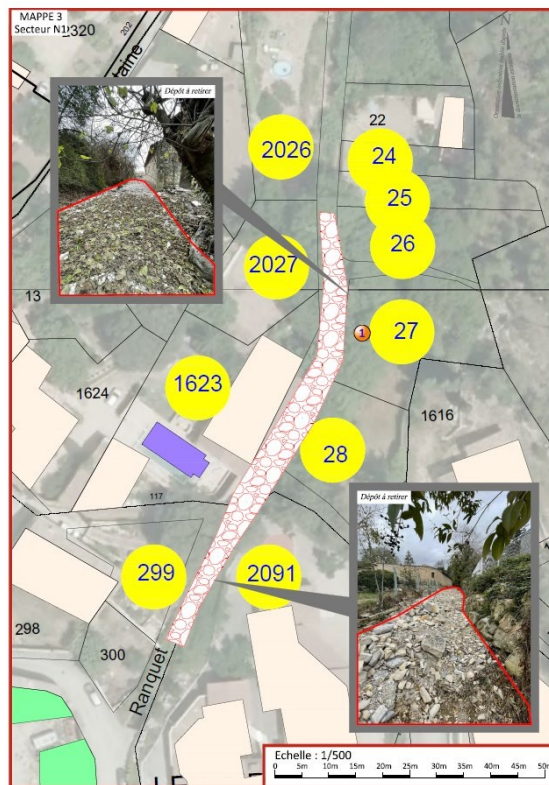 MAPPE 3
Secteur N1
2320
202
taine
Dépôt à retirer
22
2026
24
25
26
2027
13
1
27
1623
1624
1616
28
117
Dépôt à retirer
299
2091
298
300
Ranquet
Echelle : 1/500
0 5m 10m 15m 20m 25m 30m 35m 40m 45m 50m